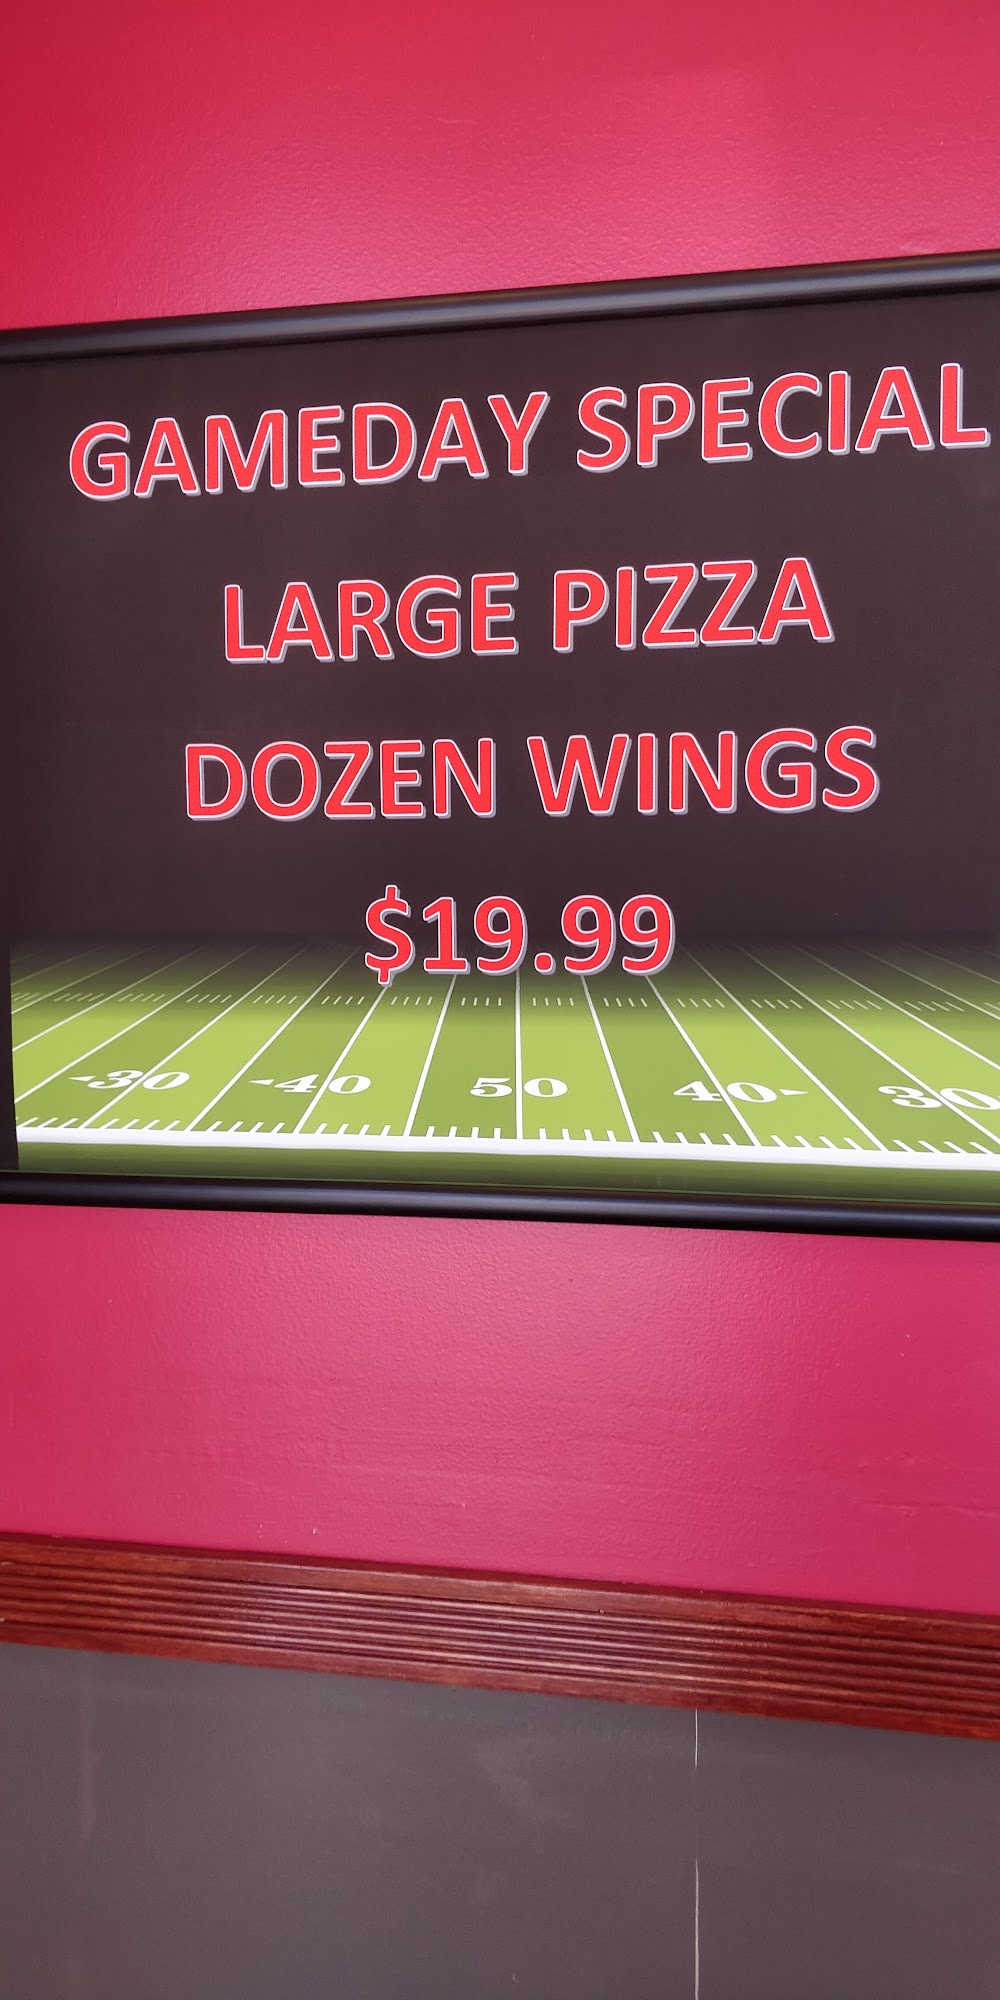 GAMEDAY SPECIAL
LARGE PIZZA
DOZEN WINGS
$19.99
30 40 50 40 30